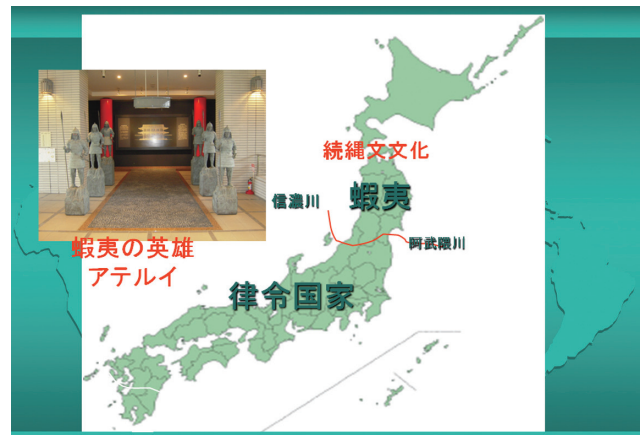 続縄文文化
蝦夷
信濃川
阿武隈川
蝦夷の英雄
アテルイ
律令国家